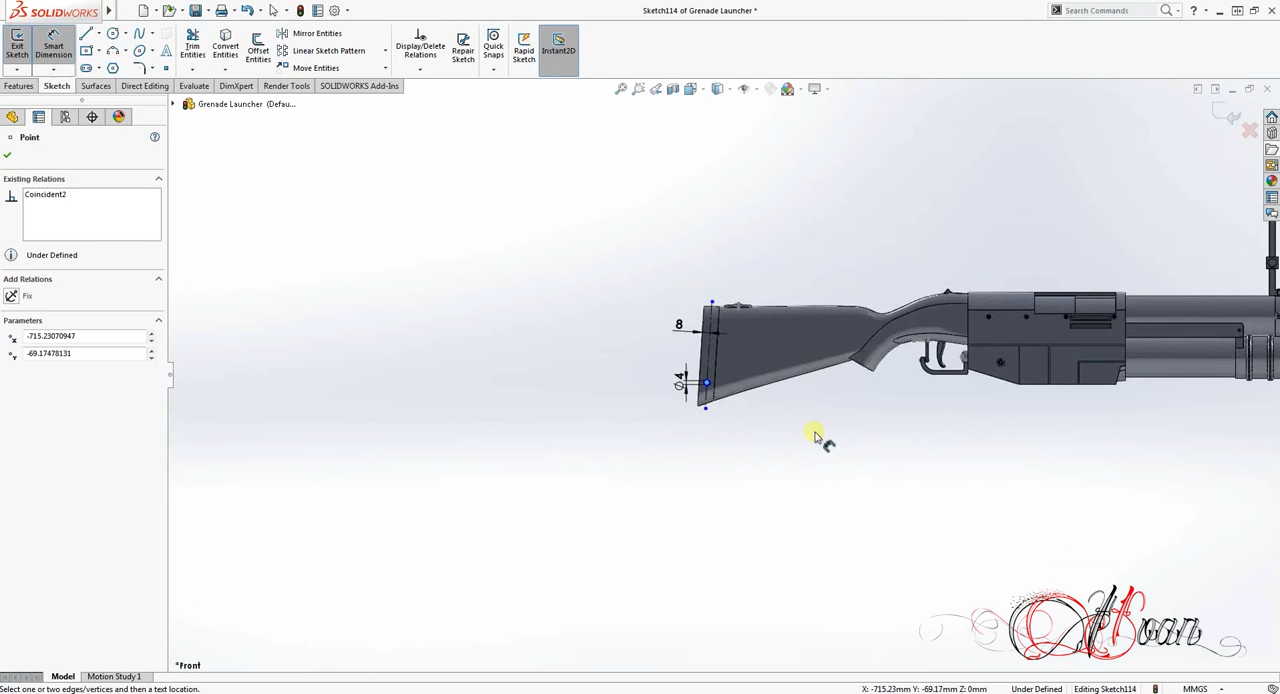 SOLIDWORKS
Sketch114 of Grenade Launcher *
Search Commands
Exit Sketch
Smart Dimension
Trim Entities
Convert Entities
Offset Entities
Mirror Entities
Linear Sketch Pattern
Move Entities
Display/Delete Relations
Repair Sketch
Quick Snaps
Rapid Sketch
Instant2D
Features
Sketch
Surfaces
Direct Editing
Evaluate
DimXpert
Render Tools
SOLIDWORKS Add-Ins
Grenade Launcher (Defau...
Point
Existing Relations
Coincident2
Under Defined
Add Relations
Fix
Parameters
-715.23070947
-69.17478131
8
⌀4
*Front
Model
Motion Study 1
Select one or two edges/vertices and then a text location.
X: -715.23mm Y: -69.17mm Z: 0mm
Under Defined
Editing Sketch114
MMGS